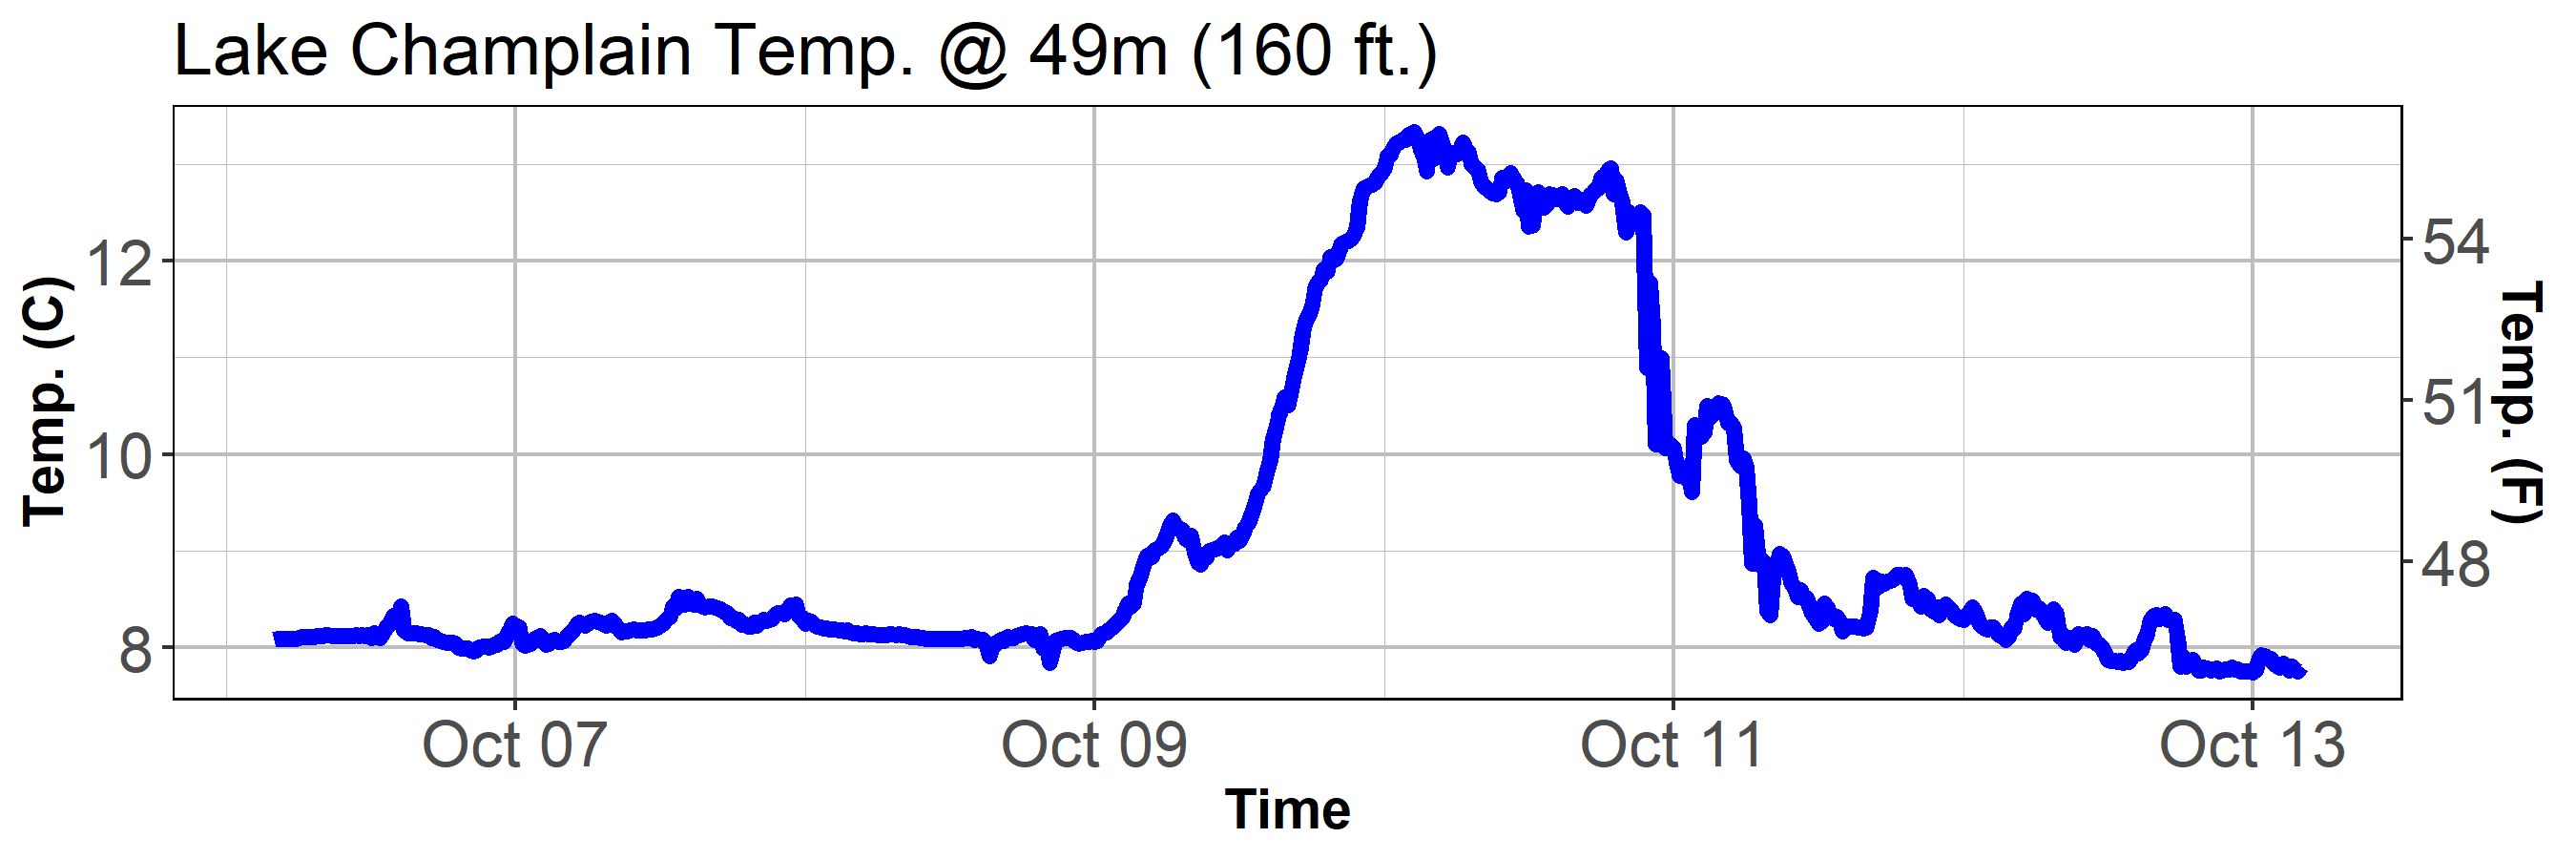 Lake Champlain Temp. @ 49m (160 ft.)
Temp. (C)
12
10
8
54
51
48
Temp. (F)
Oct 07
Oct 09
Oct 11
Oct 13
Time